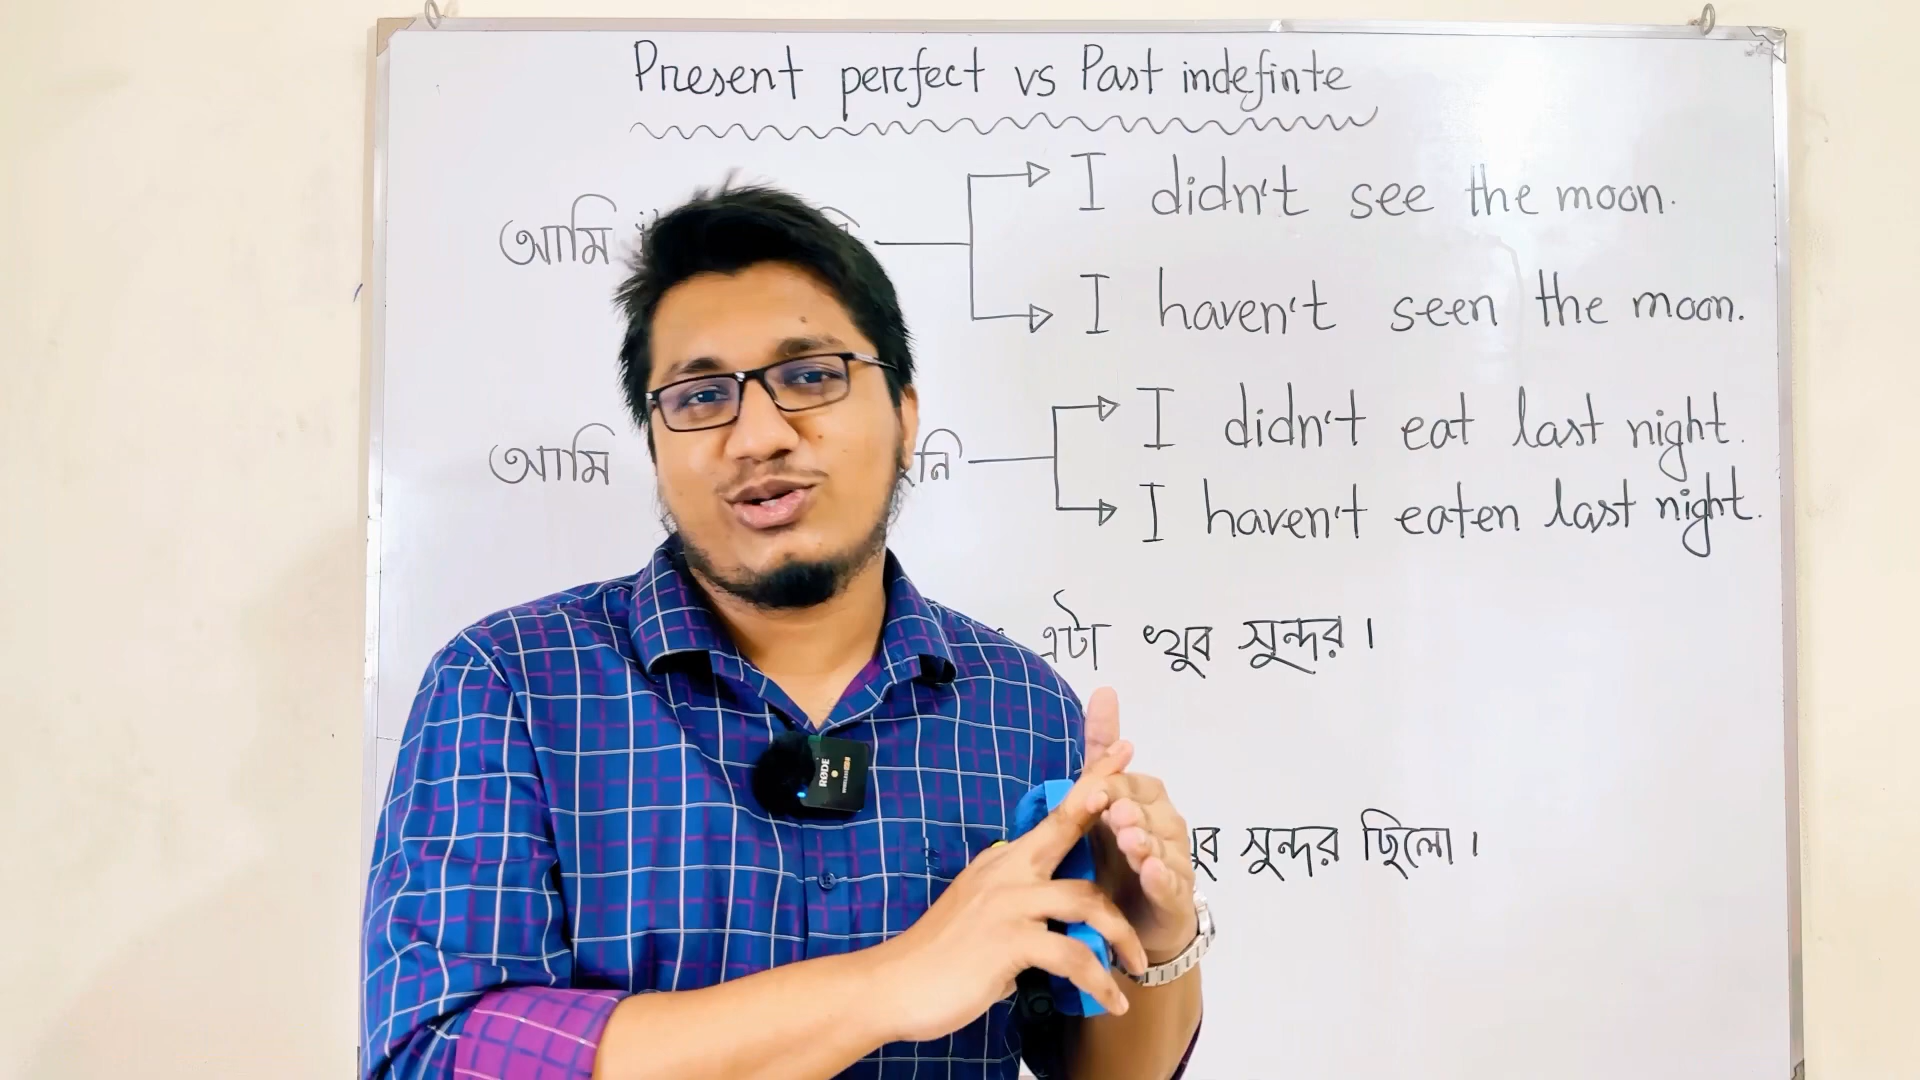 Present perfect vs Past indefinte
আমি
I didn't see the moon.
I haven't seen the moon.
আমি
I didn't eat last night.
I haven't eaten last night.
এটা খুব সুন্দর।
সুন্দর ছিলো।
RØDE